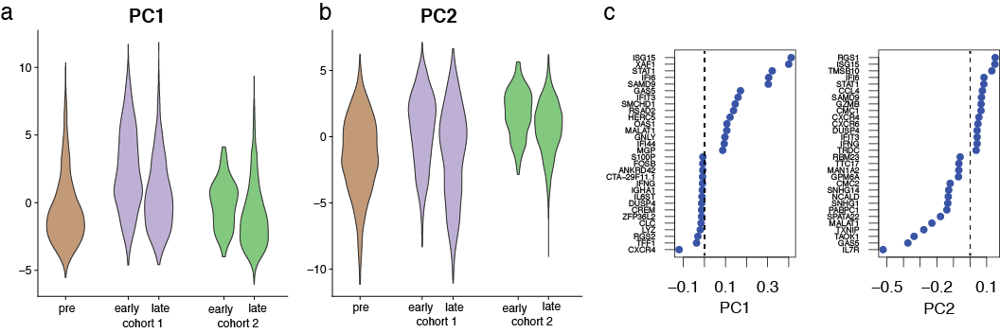 a
PC1
10
5
0
−5
pre
early
late
early
late
cohort 1
cohort 2
b
PC2
5
0
−5
−10
pre
early
late
early
late
cohort 1
cohort 2
c
ISG15
XAF1
STAT1
IFI6
SAMD9
GAS5
IFIT3
SMCHD1
RSAD2
HERC5
OAS1
MALAT1
GNLY
IFI44
MGP
S100P
FOSB
ANKRD42
CTA−29F11.1
IFNG
IGHA1
IL6ST
DUSP4
CREM
ZFP36L2
CLC
LYZ
RGS2
TFF1
CXCR4
−0.1
0.1
0.3
PC1
RGS1
ISG15
TMSB10
IFI6
STAT1
CCL4
SAMD9
GZMB
CMC1
CXCR4
CXCR6
DUSP4
IFIT3
IFNG
TRDC
RBM23
TTC17
MAN1A2
GPM6A
CMC2
SNHG14
NCALD
SNHG1
PABPC1
SPATA22
MALAT1
TXNIP
TAOK1
GAS5
IL7R
−0.5
−0.2
0.1
PC2